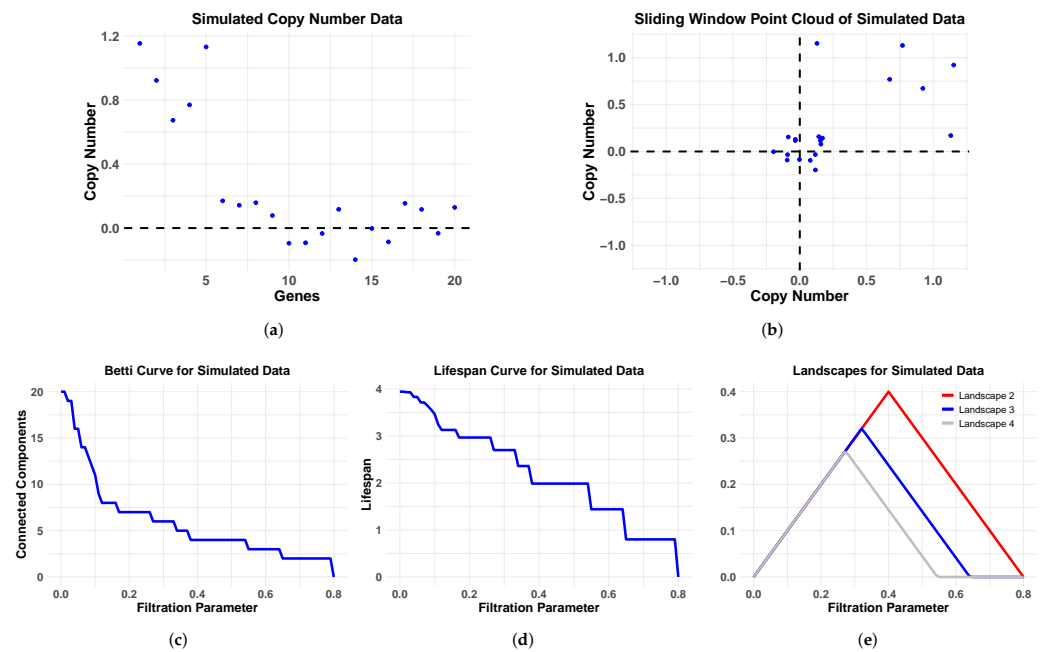 Simulated Copy Number Data
Copy Number
1.2
0.8
0.4
0.0
5
10
15
20
Genes
(a)
Sliding Window Point Cloud of Simulated Data
Copy Number
1.0
0.5
0.0
−0.5
−1.0
−1.0
−0.5
0.0
0.5
1.0
Copy Number
(b)
Betti Curve for Simulated Data
Connected Components
20
15
10
5
0
0.0
0.2
0.4
0.6
0.8
Filtration Parameter
(c)
Lifespan Curve for Simulated Data
Lifespan
4
3
2
1
0
0.0
0.2
0.4
0.6
0.8
Filtration Parameter
(d)
Landscapes for Simulated Data
0.4
0.3
0.2
0.1
0.0
Landscape 2
Landscape 3
Landscape 4
0.0
0.2
0.4
0.6
0.8
Filtration Parameter
(e)